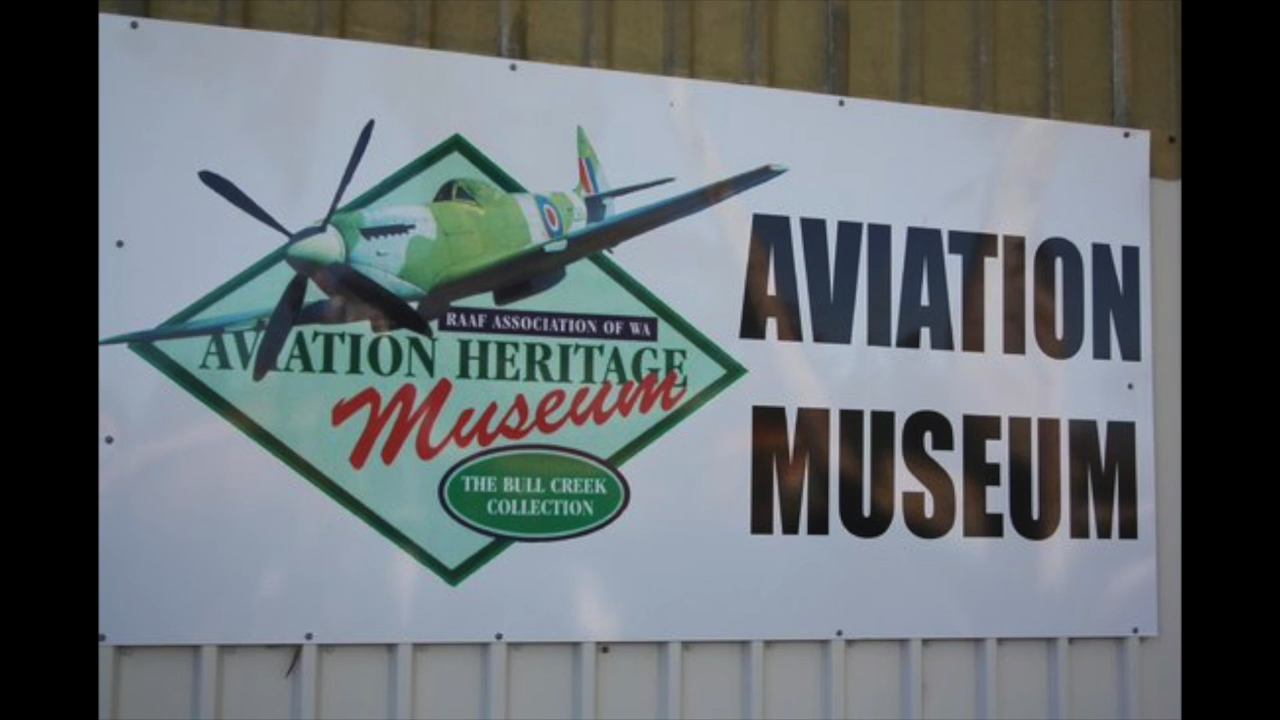 RAAF ASSOCIATION OF WA
AVIATION HERITAGE
Museum
THE BULL CREEK
COLLECTION
AVIATION
MUSEUM